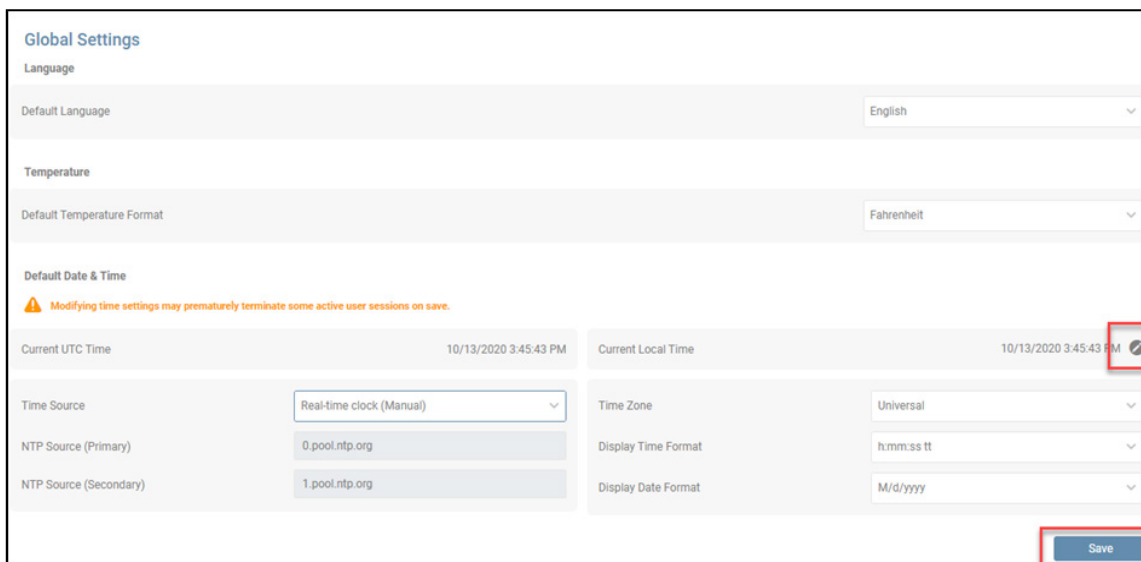 Global Settings
Language
Default Language English
Temperature
Default Temperature Format Fahrenheit
Default Date & Time
Modifying time settings may prematurely terminate some active user sessions on save.
Current UTC Time 10/13/2020 3:45:43 PM Current Local Time 10/13/2020 3:45:43 PM
Time Source Real-time clock (Manual) Time Zone Universal
NTP Source (Primary) 0.pool.ntp.org Display Time Format h:mm:ss tt
NTP Source (Secondary) 1.pool.ntp.org Display Date Format M/d/yyyy
Save